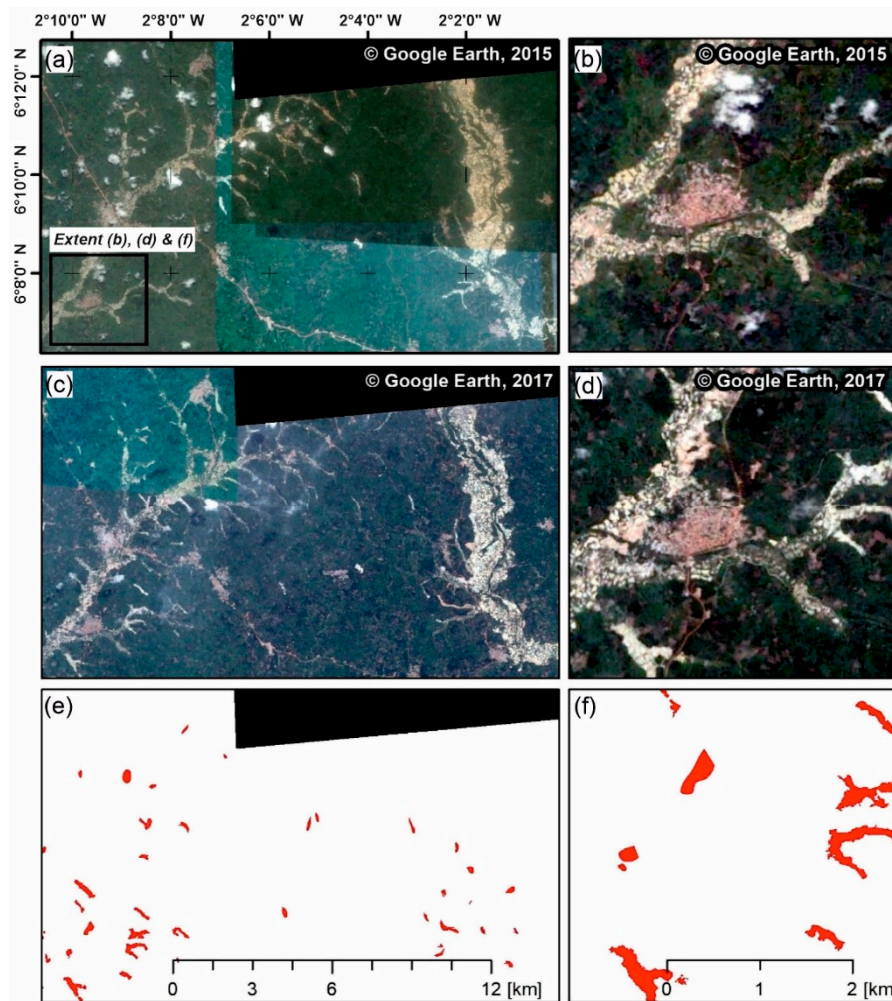 2°10'0'' W 2°8'0'' W 2°6'0'' W 2°4'0'' W 2°2'0'' W
(a) © Google Earth, 2015
(b) © Google Earth, 2015
6°12'0'' N
6°10'0'' N
6°8'0'' N
Extent (b), (d) & (f)
(c) © Google Earth, 2017
(d) © Google Earth, 2017
(e)
(f)
0 3 6 9 12 [km]
0 1 2 [km]